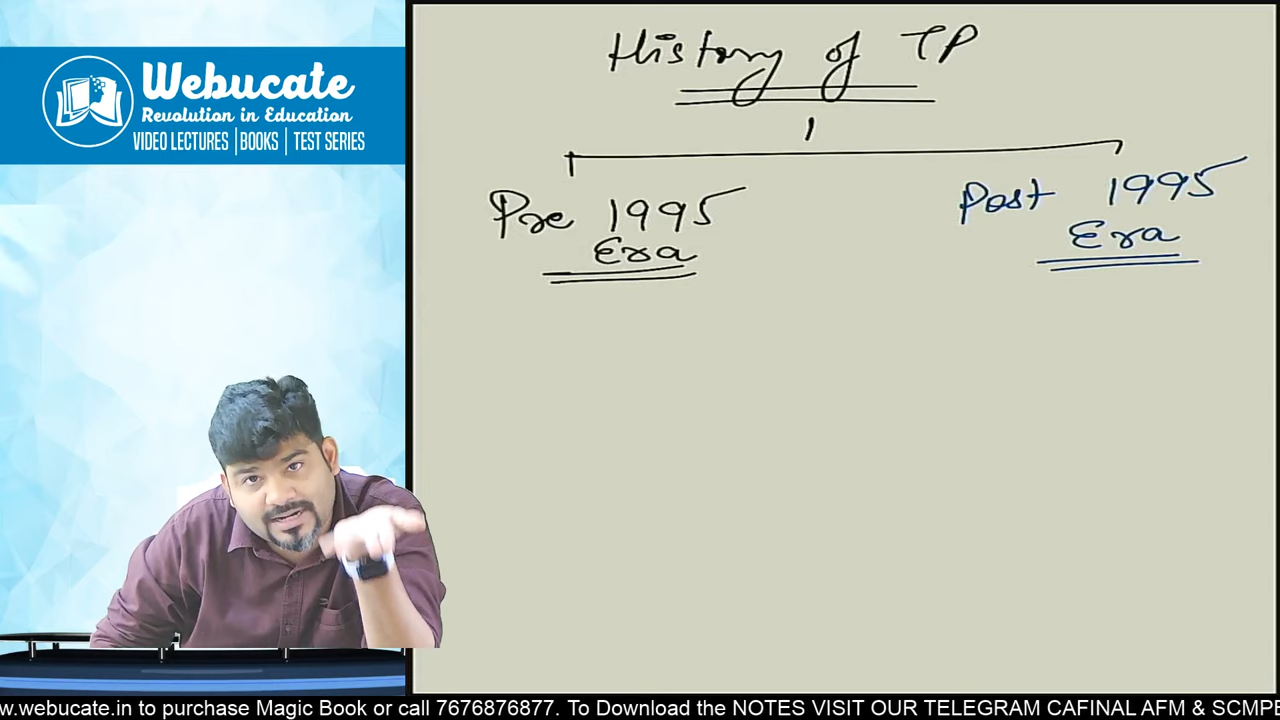 Webucate
Revolution in Education
VIDEO LECTURES | BOOKS | TEST SERIES
History of TP
Pre 1995
Era
Post 1995
Era
w.webucate.in to purchase Magic Book or call 7676876877. To Download the NOTES VISIT OUR TELEGRAM CAFINAL AFM & SCMPE